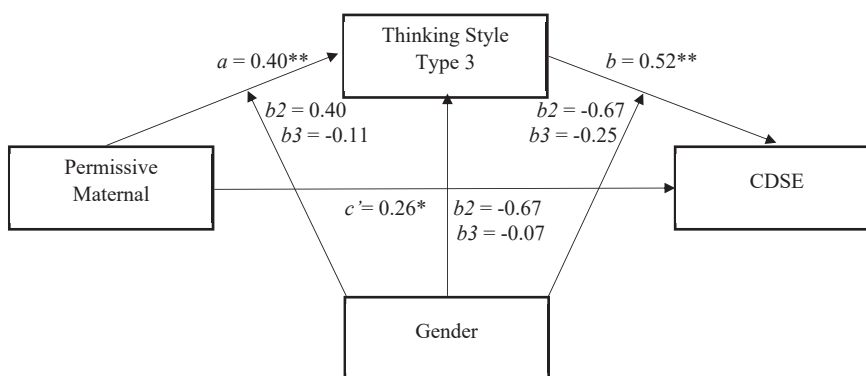 Thinking Style
Type 3
a = 0.40**
b = 0.52**
b2 = 0.40
b3 = -0.11
b2 = -0.67
b3 = -0.25
Permissive
Maternal
CDSE
c’= 0.26*
b2 = -0.67
b3 = -0.07
Gender